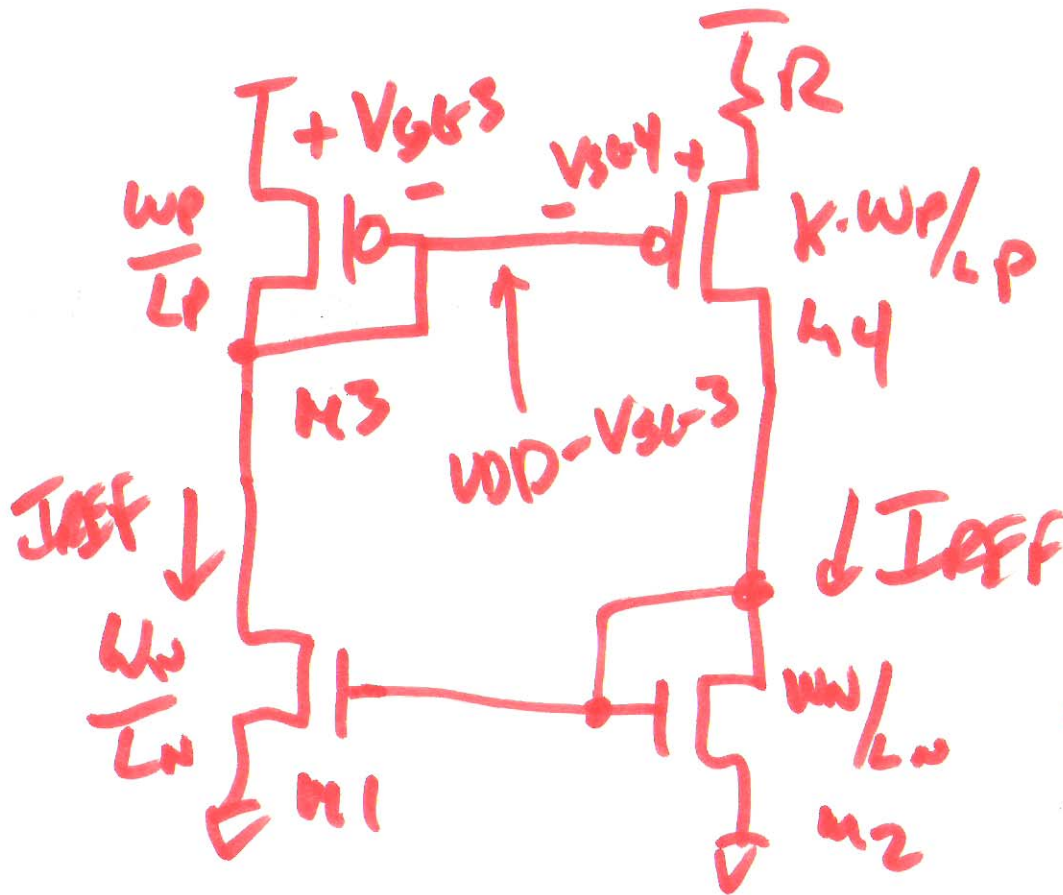 R
+ VSG3 -
VSG4 +
-
WP/LP
K·WP/LP
M3
M4
VDD-VSG3
IREF
IREF
WN/LN
WN/LN
M1
M2